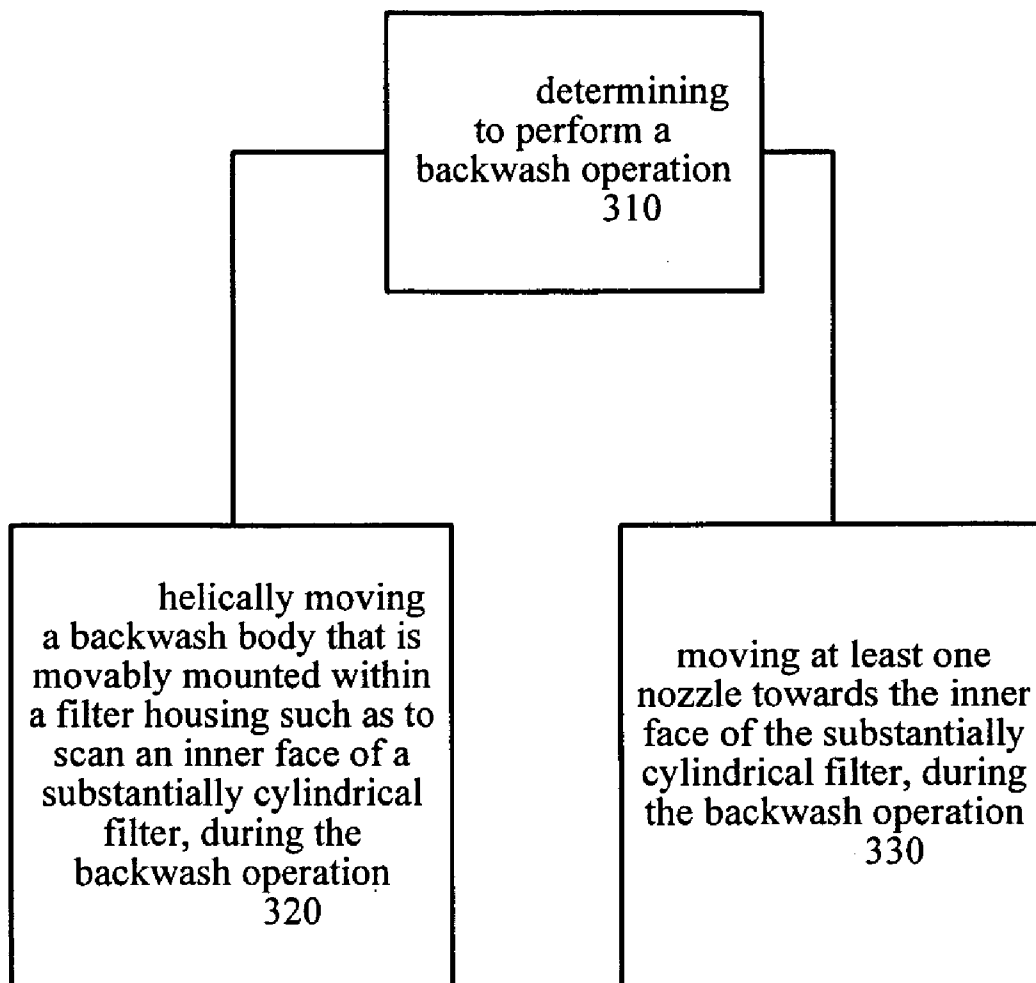 determining
to perform a
backwash operation
310
helically moving
a backwash body that is
movably mounted within
a filter housing such as to
scan an inner face of a
substantially cylindrical
filter, during the
backwash operation
320
moving at least one
nozzle towards the inner
face of the substantially
cylindrical filter, during
the backwash operation
330